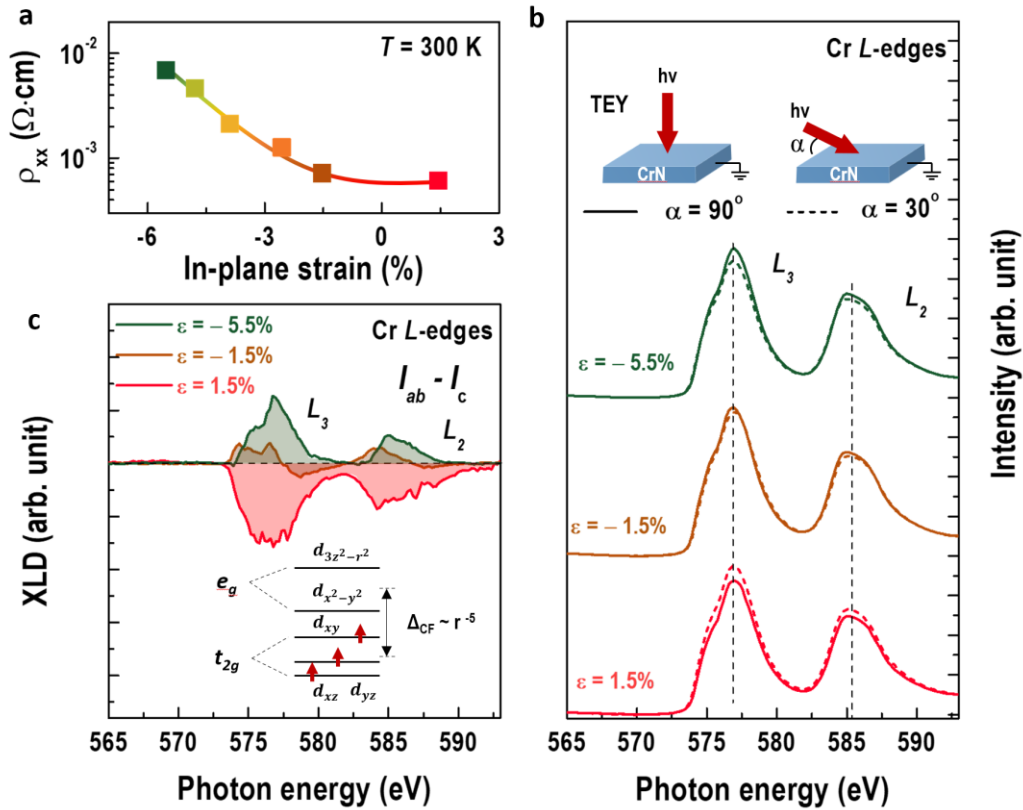 a
T = 300 K
10⁻²
10⁻³
ρxx (Ω·cm)
-6 -3 0 3
In-plane strain (%)
b
Cr L-edges
TEY
hv
hv
α
CrN
CrN
α = 90°
α = 30°
L₃
L₂
ε = – 5.5%
ε = – 1.5%
ε = 1.5%
565 570 575 580 585 590
Photon energy (eV)
Intensity (arb. unit)
c
ε = – 5.5%
ε = – 1.5%
ε = 1.5%
Cr L-edges
Iab - Ic
L₃
L₂
XLD (arb. unit)
d3z²−r²
eg
dx²−y²
dxy
ΔCF ~ r⁻⁵
t2g
dxz dyz
565 570 575 580 585 590
Photon energy (eV)